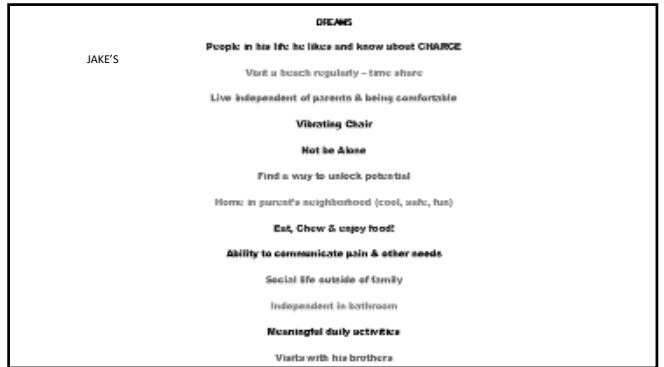 DREAMS
People in his life he likes and know about CHARGE
JAKE'S
Visit a beach regularly – time share
Live independent of parents & being comfortable
Vibrating Chair
Not be Alone
Find a way to unlock potential
Home in parent's neighborhood (cool, safe, fun)
Eat, Chew & enjoy food!
Ability to communicate pain & other needs
Social life outside of family
Independent in bathroom
Meaningful daily activities
Visits with his brothers